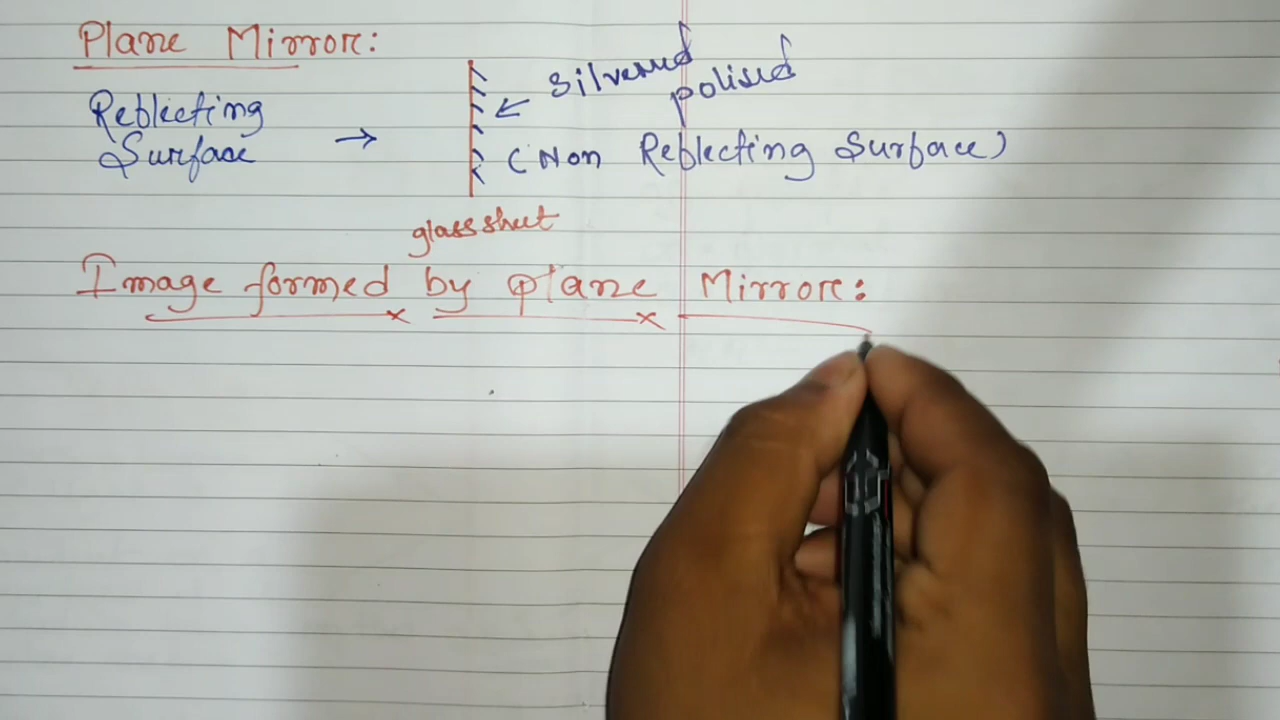 Plane Mirror:
Reflecting Surface →
← Silvered polised
(Non Reflecting Surface)
glass sheet
Image formed by plane Mirror: